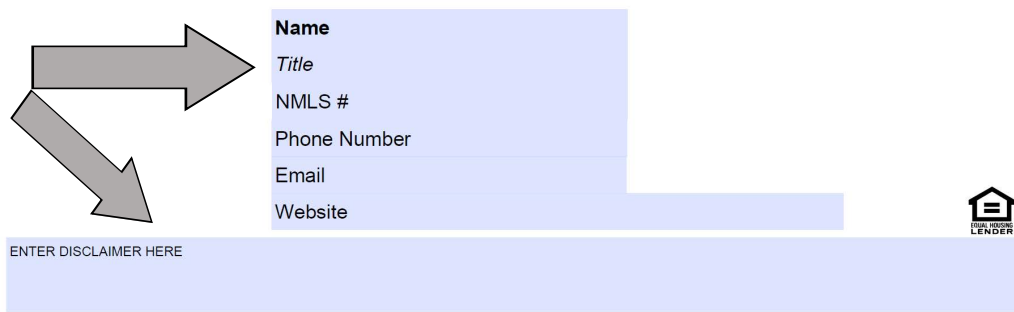 Name
Title
NMLS #
Phone Number
Email
Website
EQUAL HOUSING
LENDER
ENTER DISCLAIMER HERE